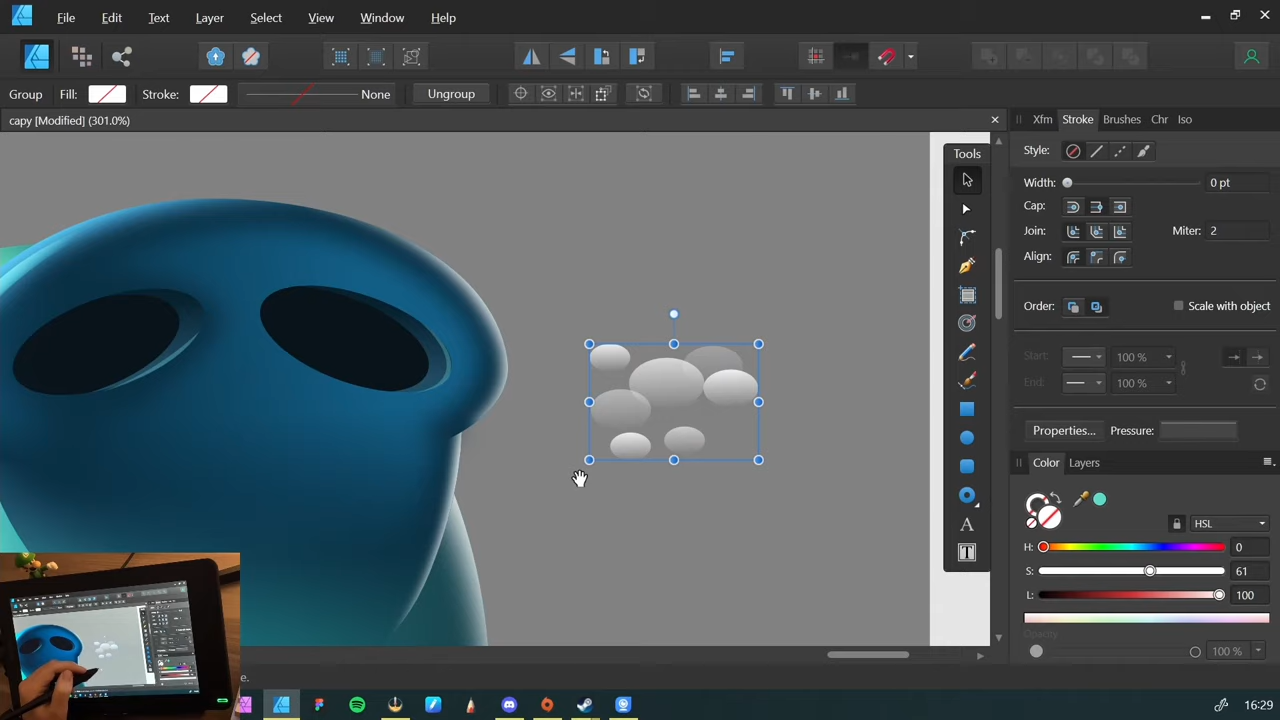 File Edit Text Layer Select View Window Help
Group Fill: Stroke: None Ungroup
capy [Modified] (301.0%)
Tools
A
T
Xfm Stroke Brushes Chr Iso
Style:
Width: 0 pt
Cap:
Join: Miter: 2
Align:
Order: Scale with object
Start: 100 %
End: 100 %
Properties... Pressure:
Color Layers
HSL
H: 0
S: 61
L: 100
Opacity
100 %
e.
16:29